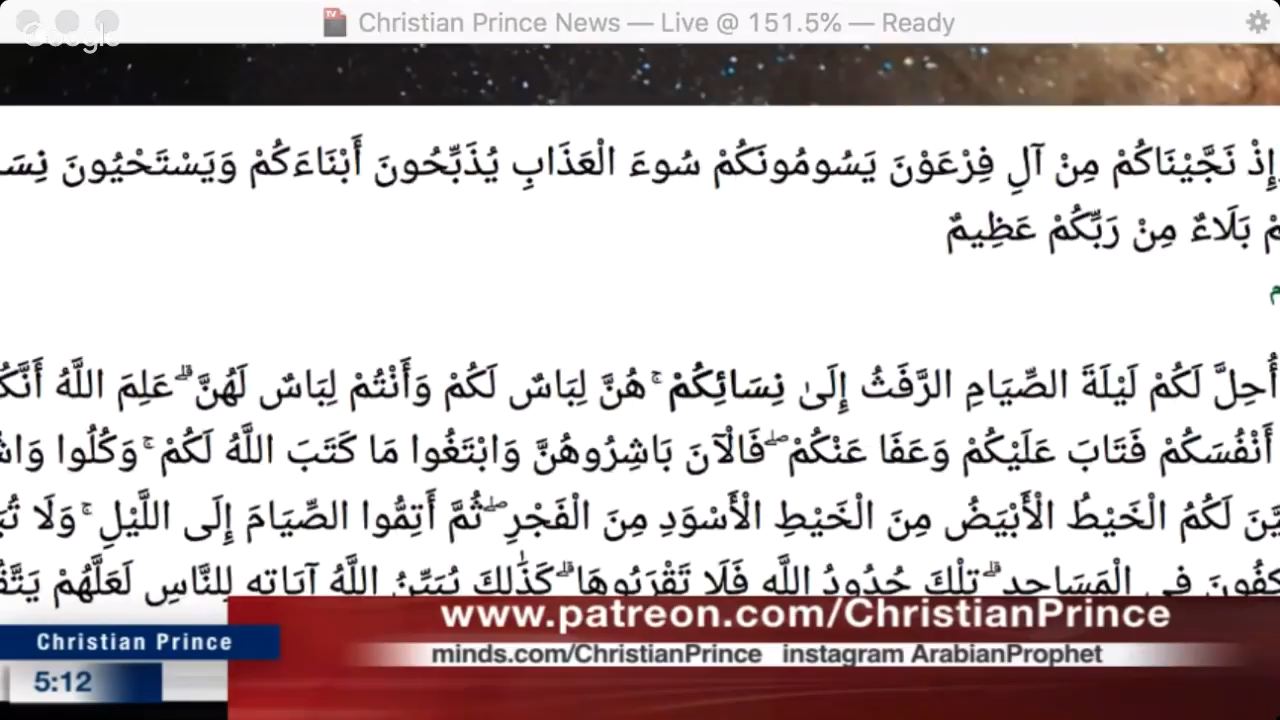 Christian Prince News — Live @ 151.5% — Ready
Google
إِذْ نَجَّيْنَاكُمْ مِنْ آلِ فِرْعَوْنَ يَسُومُونَكُمْ سُوءَ الْعَذَابِ يُذَبِّحُونَ أَبْنَاءَكُمْ وَيَسْتَحْيُونَ
بَلَاءٌ مِنْ رَبِّكُمْ عَظِيمٌ
أُحِلَّ لَكُمْ لَيْلَةَ الصِّيَامِ الرَّفَثُ إِلَىٰ نِسَائِكُمْ ۚ هُنَّ لِبَاسٌ لَكُمْ وَأَنْتُمْ لِبَاسٌ لَهُنَّ ۗ عَلِمَ اللَّهُ
أَنْفُسَكُمْ فَتَابَ عَلَيْكُمْ وَعَفَا عَنْكُمْ ۖ فَالْآنَ بَاشِرُوهُنَّ وَابْتَغُوا مَا كَتَبَ اللَّهُ لَكُمْ ۚ وَكُلُوا
لَكُمُ الْخَيْطُ الْأَبْيَضُ مِنَ الْخَيْطِ الْأَسْوَدِ مِنَ الْفَجْرِ ۖ ثُمَّ أَتِمُّوا الصِّيَامَ إِلَى اللَّيْلِ ۚ وَلَا
فِي الْمَسَاجِدِ ۗ تِلْكَ حُدُودُ اللَّهِ فَلَا تَقْرَبُوهَا ۗ كَذَٰلِكَ يُبَيِّنُ اللَّهُ آيَاتِهِ لِلنَّاسِ لَعَلَّهُمْ
www.patreon.com/ChristianPrince
Christian Prince
minds.com/ChristianPrince instagram ArabianProphet
5:12